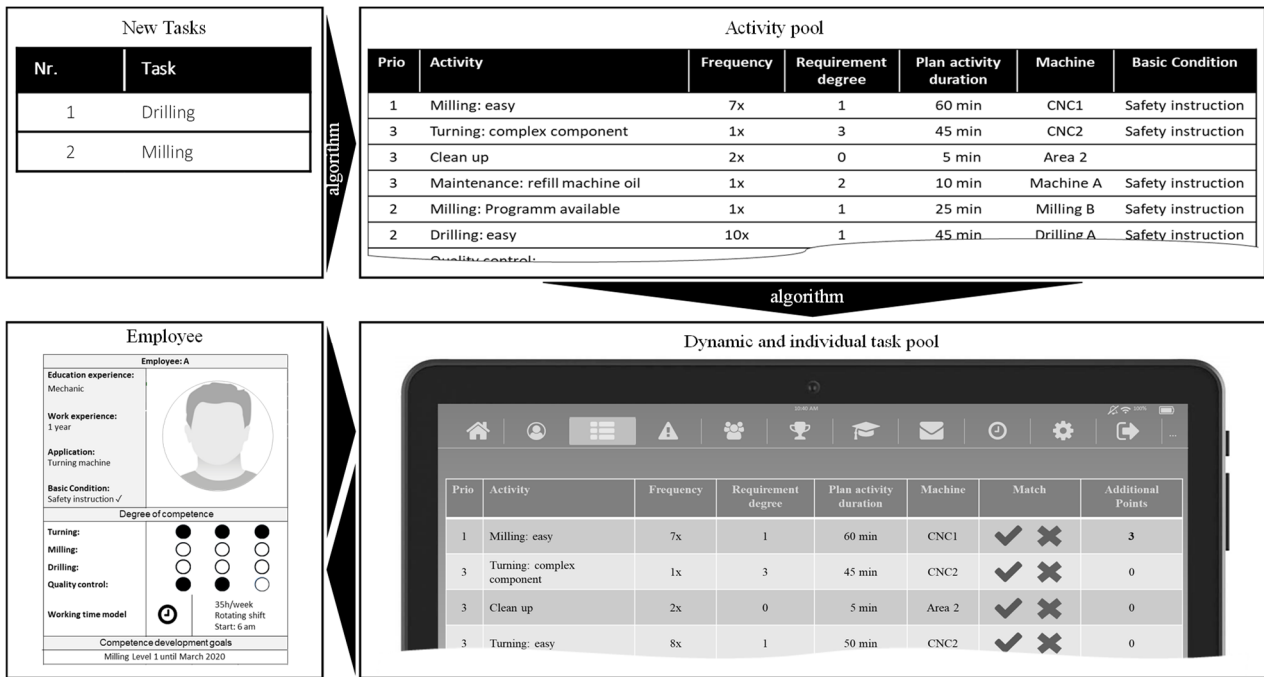 New Tasks
Nr. Task
1 Drilling
2 Milling
algorithm
Activity pool
Prio Activity Frequency Requirement degree Plan activity duration Machine Basic Condition
1 Milling: easy 7x 1 60 min CNC1 Safety instruction
3 Turning: complex component 1x 3 45 min CNC2 Safety instruction
3 Clean up 2x 0 5 min Area 2
3 Maintenance: refill machine oil 1x 2 10 min Machine A Safety instruction
2 Milling: Programm available 1x 1 25 min Milling B Safety instruction
2 Drilling: easy 10x 1 45 min Drilling A Safety instruction
Quality control:
algorithm
Employee
Employee: A
Education experience:
Mechanic
Work experience:
1 year
Application:
Turning machine
Basic Condition:
Safety instruction ✓
Degree of competence
Turning:
Milling:
Drilling:
Quality control:
Working time model
35h/week
Rotating shift
Start: 6 am
Competence development goals
Milling Level 1 until March 2020
Dynamic and individual task pool
10:40 AM 100%
...
Prio Activity Frequency Requirement degree Plan activity duration Machine Match Additional Points
1 Milling: easy 7x 1 60 min CNC1 3
3 Turning: complex component 1x 3 45 min CNC2 0
3 Clean up 2x 0 5 min Area 2 0
3 Turning: easy 8x 1 50 min CNC2 0